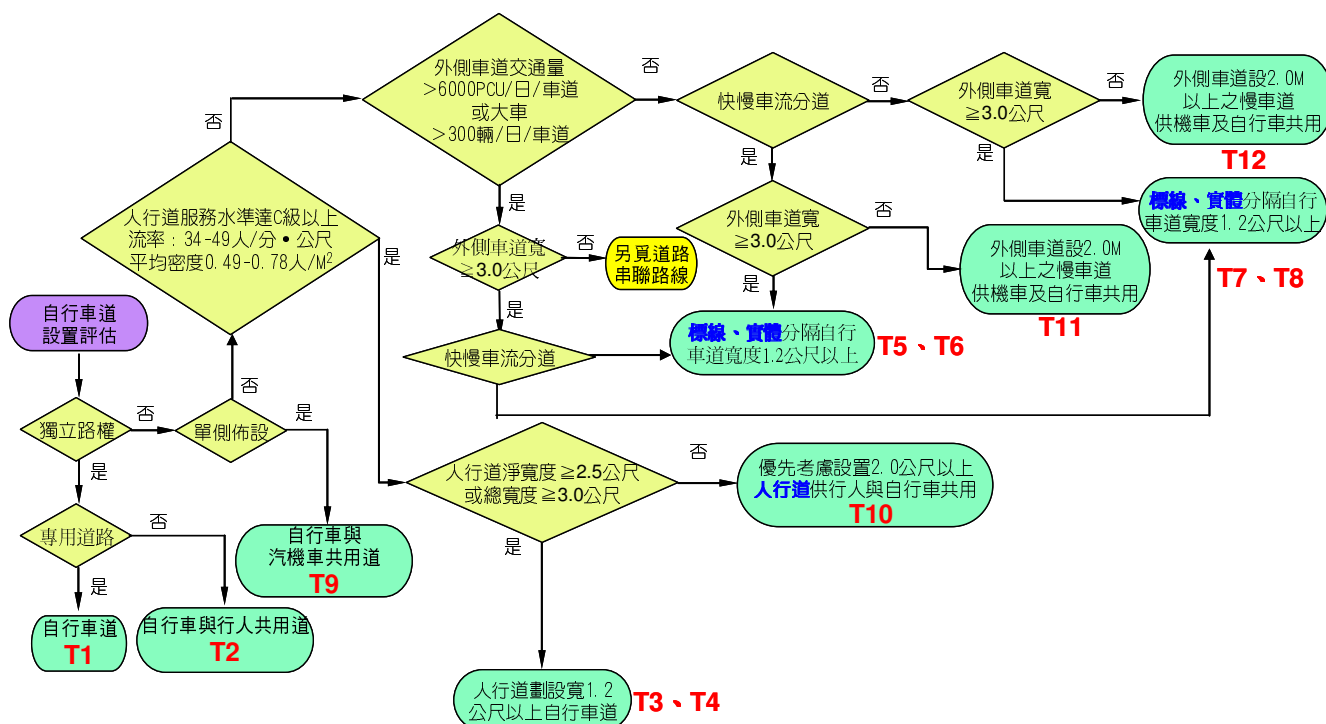 外側車道交通量
>6000PCU/日/車道
或大車
>300輛/日/車道
否
快慢車流分道
否
外側車道寬
≧3.0公尺
否
外側車道設2.0M
以上之慢車道
供機車及自行車共用
T12
否
是
是
是
人行道服務水準達C級以上
流率：34-49人/分•公尺
平均密度0.49-0.78人/M²
是
外側車道寬
≧3.0公尺
否
另覓道路
串聯路線
外側車道寬
≧3.0公尺
否
外側車道設2.0M
以上之慢車道
供機車及自行車共用
T11
標線、實體分隔自行
車道寬度1.2公尺以上
T7、T8
是
是
自行車道
設置評估
快慢車流分道
標線、實體分隔自行
車道寬度1.2公尺以上
T5、T6
否
獨立路權
否
單側佈設
是
是
人行道淨寬度≧2.5公尺
或總寬度≧3.0公尺
否
優先考慮設置2.0公尺以上
人行道供行人與自行車共用
T10
是
專用道路
否
自行車與
汽機車共用道
T9
是
自行車道
T1
自行車與行人共用道
T2
人行道劃設寬1.2
公尺以上自行車道
T3、T4